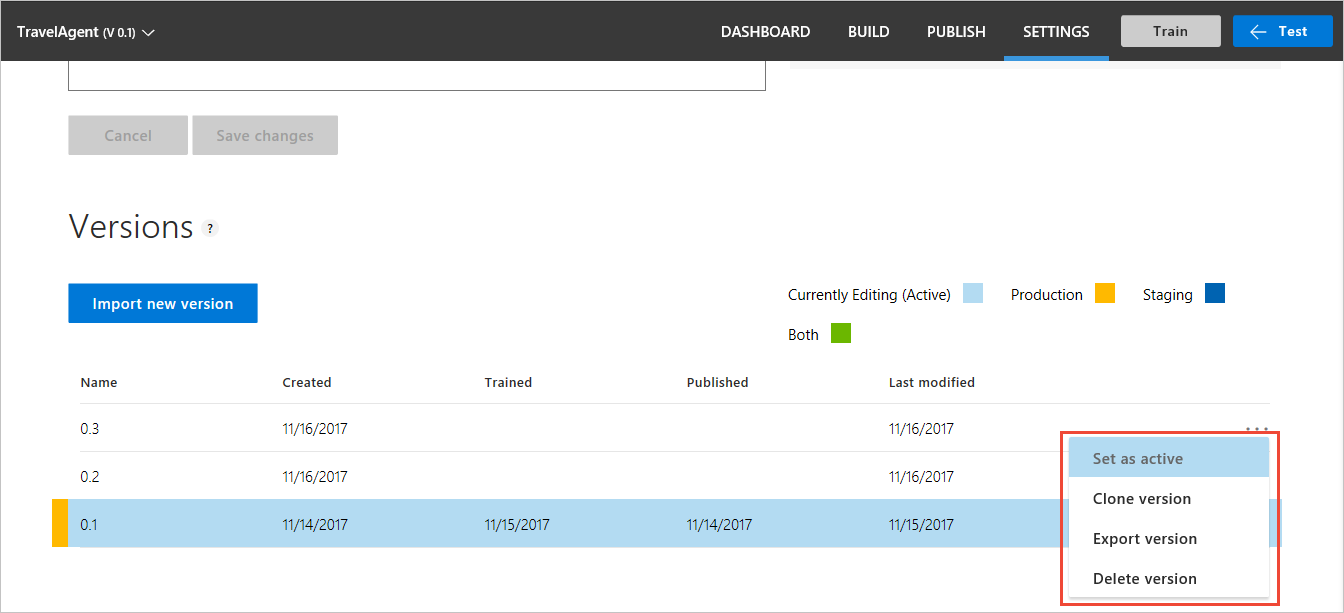 TravelAgent (V 0.1) DASHBOARD BUILD PUBLISH SETTINGS Train Test
Cancel Save changes
Versions ?
Import new version
Currently Editing (Active) Production Staging
Both
Name Created Trained Published Last modified
0.3 11/16/2017 11/16/2017 ...
Set as active
0.2 11/16/2017 11/16/2017
Clone version
0.1 11/14/2017 11/15/2017 11/14/2017 11/15/2017
Export version
Delete version